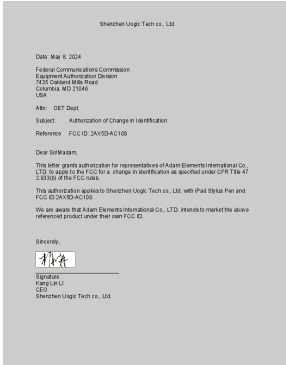 Shenzhen Uogic Tech co., Ltd.
Date: May 8, 2024
Federal Communications Commission
Equipment Authorization Division
7435 Oakland Mills Road
Columbia, MD 21046
USA
Attn: OET Dept.
Subject: Authorization of Change in Identification
Reference FCC ID: 2AX5D-AC108
Dear Sir/Madam,
This letter grants authorization for representatives of Adam Elements International Co.,
LTD. to apply to the FCC for a change in identification as specified under CFR Title 47
2.933(b) of the FCC rules.
This authorization applies to Shenzhen Uogic Tech co., Ltd. with iPad Stylus Pen and
FCC ID:2AX5D-AC10S.
We are aware that Adam Elements International Co., LTD. intends to market the above
referenced product under their own FCC ID.
Sincerely,
Signature
Kang Lin LI
CEO
Shenzhen Uogic Tech co., Ltd.